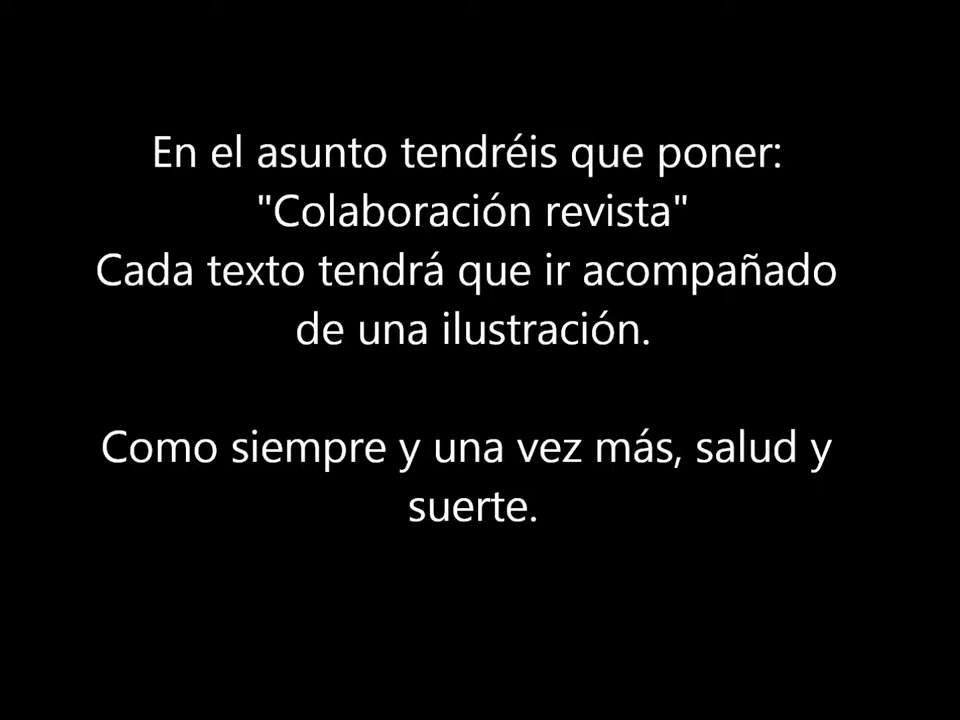 En el asunto tendréis que poner:
"Colaboración revista"
Cada texto tendrá que ir acompañado
de una ilustración.
Como siempre y una vez más, salud y
suerte.